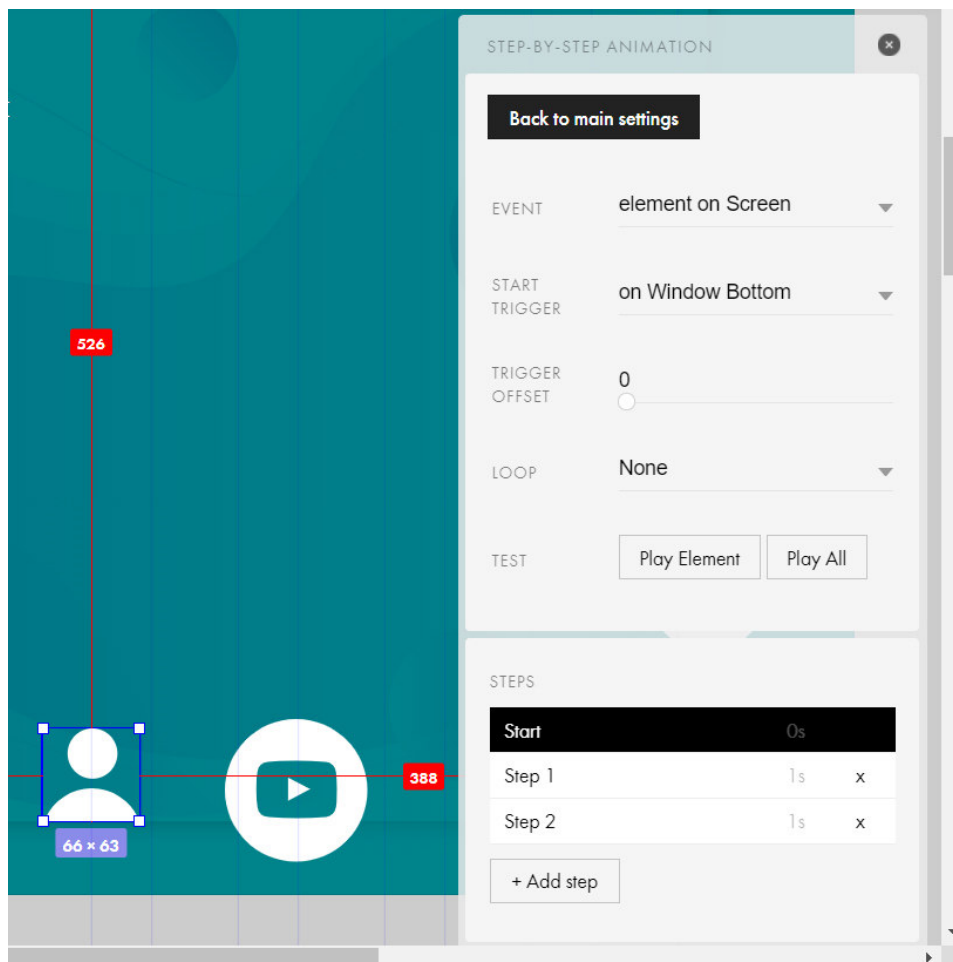 STEP-BY-STEP ANIMATION
Back to main settings
EVENT
element on Screen
START
TRIGGER
on Window Bottom
TRIGGER
OFFSET
0
LOOP
None
TEST
Play Element
Play All
526
388
66 × 63
STEPS
Start 0s
Step 1 1s x
Step 2 1s x
+ Add step